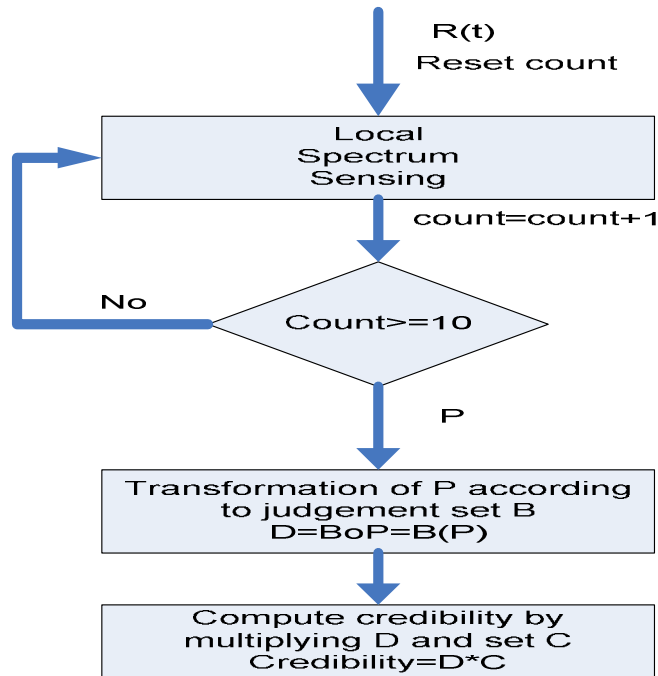 R(t)
Reset count
Local
Spectrum
Sensing
count=count+1
No
Count>=10
P
Transformation of P according
to judgement set B
D=BoP=B(P)
Compute credibility by
multiplying D and set C
Credibility=D*C